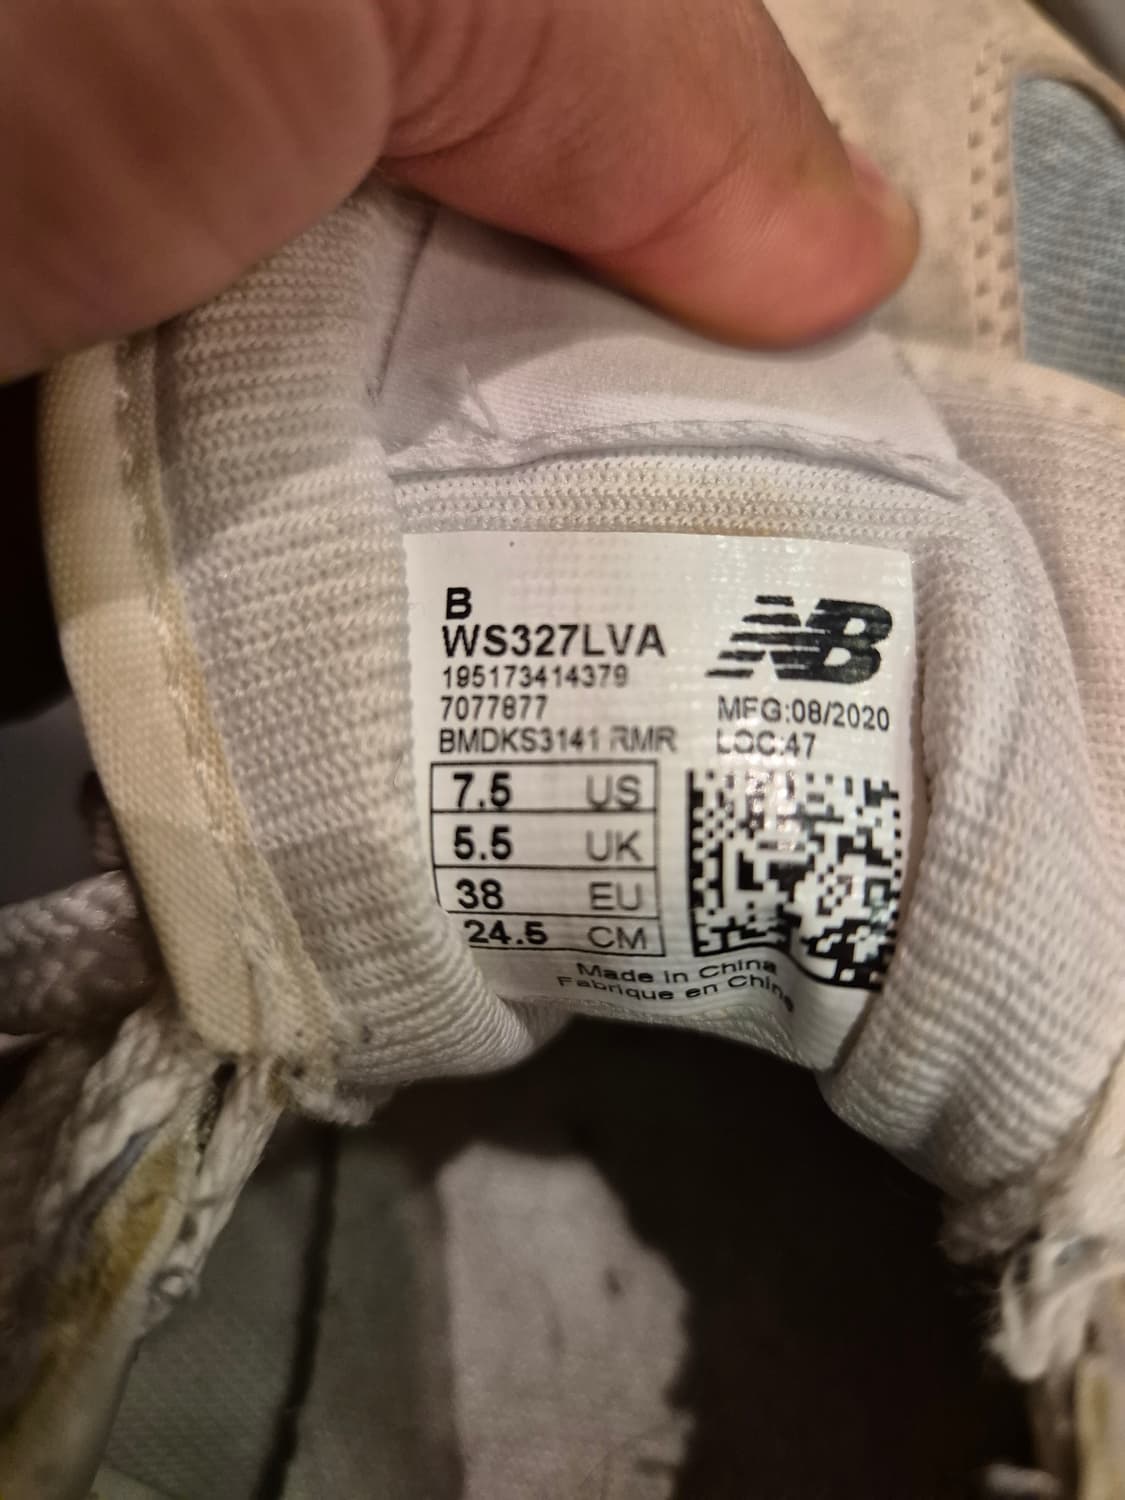 B
WS327LVA
195173414379
7077877
BMDKS3141 RMR
NB
MFG:08/2020
LOC:47
7.5 US
5.5 UK
38 EU
24.5 CM
Made in China
Fabrique en Chine